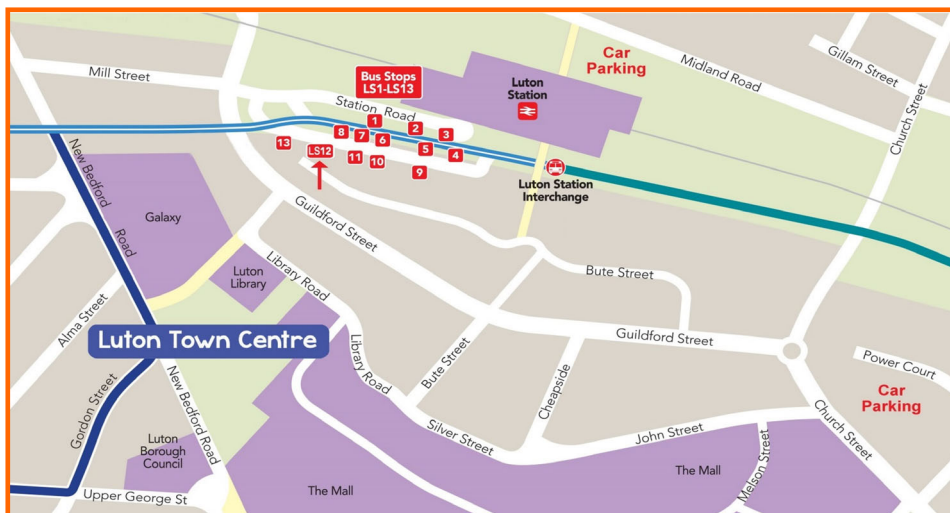 Mill Street
Bus Stops
LS1-LS13
Station Road
Luton
Station
Car
Parking
Midland Road
Gillam Street
Church Street
1
2
3
4
5
6
7
8
9
10
11
LS12
13
Luton Station
Interchange
New Bedford
Road
Galaxy
Guildford Street
Luton
Library
Library Road
Bute Street
Alma Street
Luton Town Centre
Library Road
Bute Street
Guildford Street
Cheapside
Power Court
Car
Parking
Gordon Street
New Bedford Road
Silver Street
John Street
Church Street
Luton
Borough
Council
Upper George St
The Mall
The Mall
Melson Street